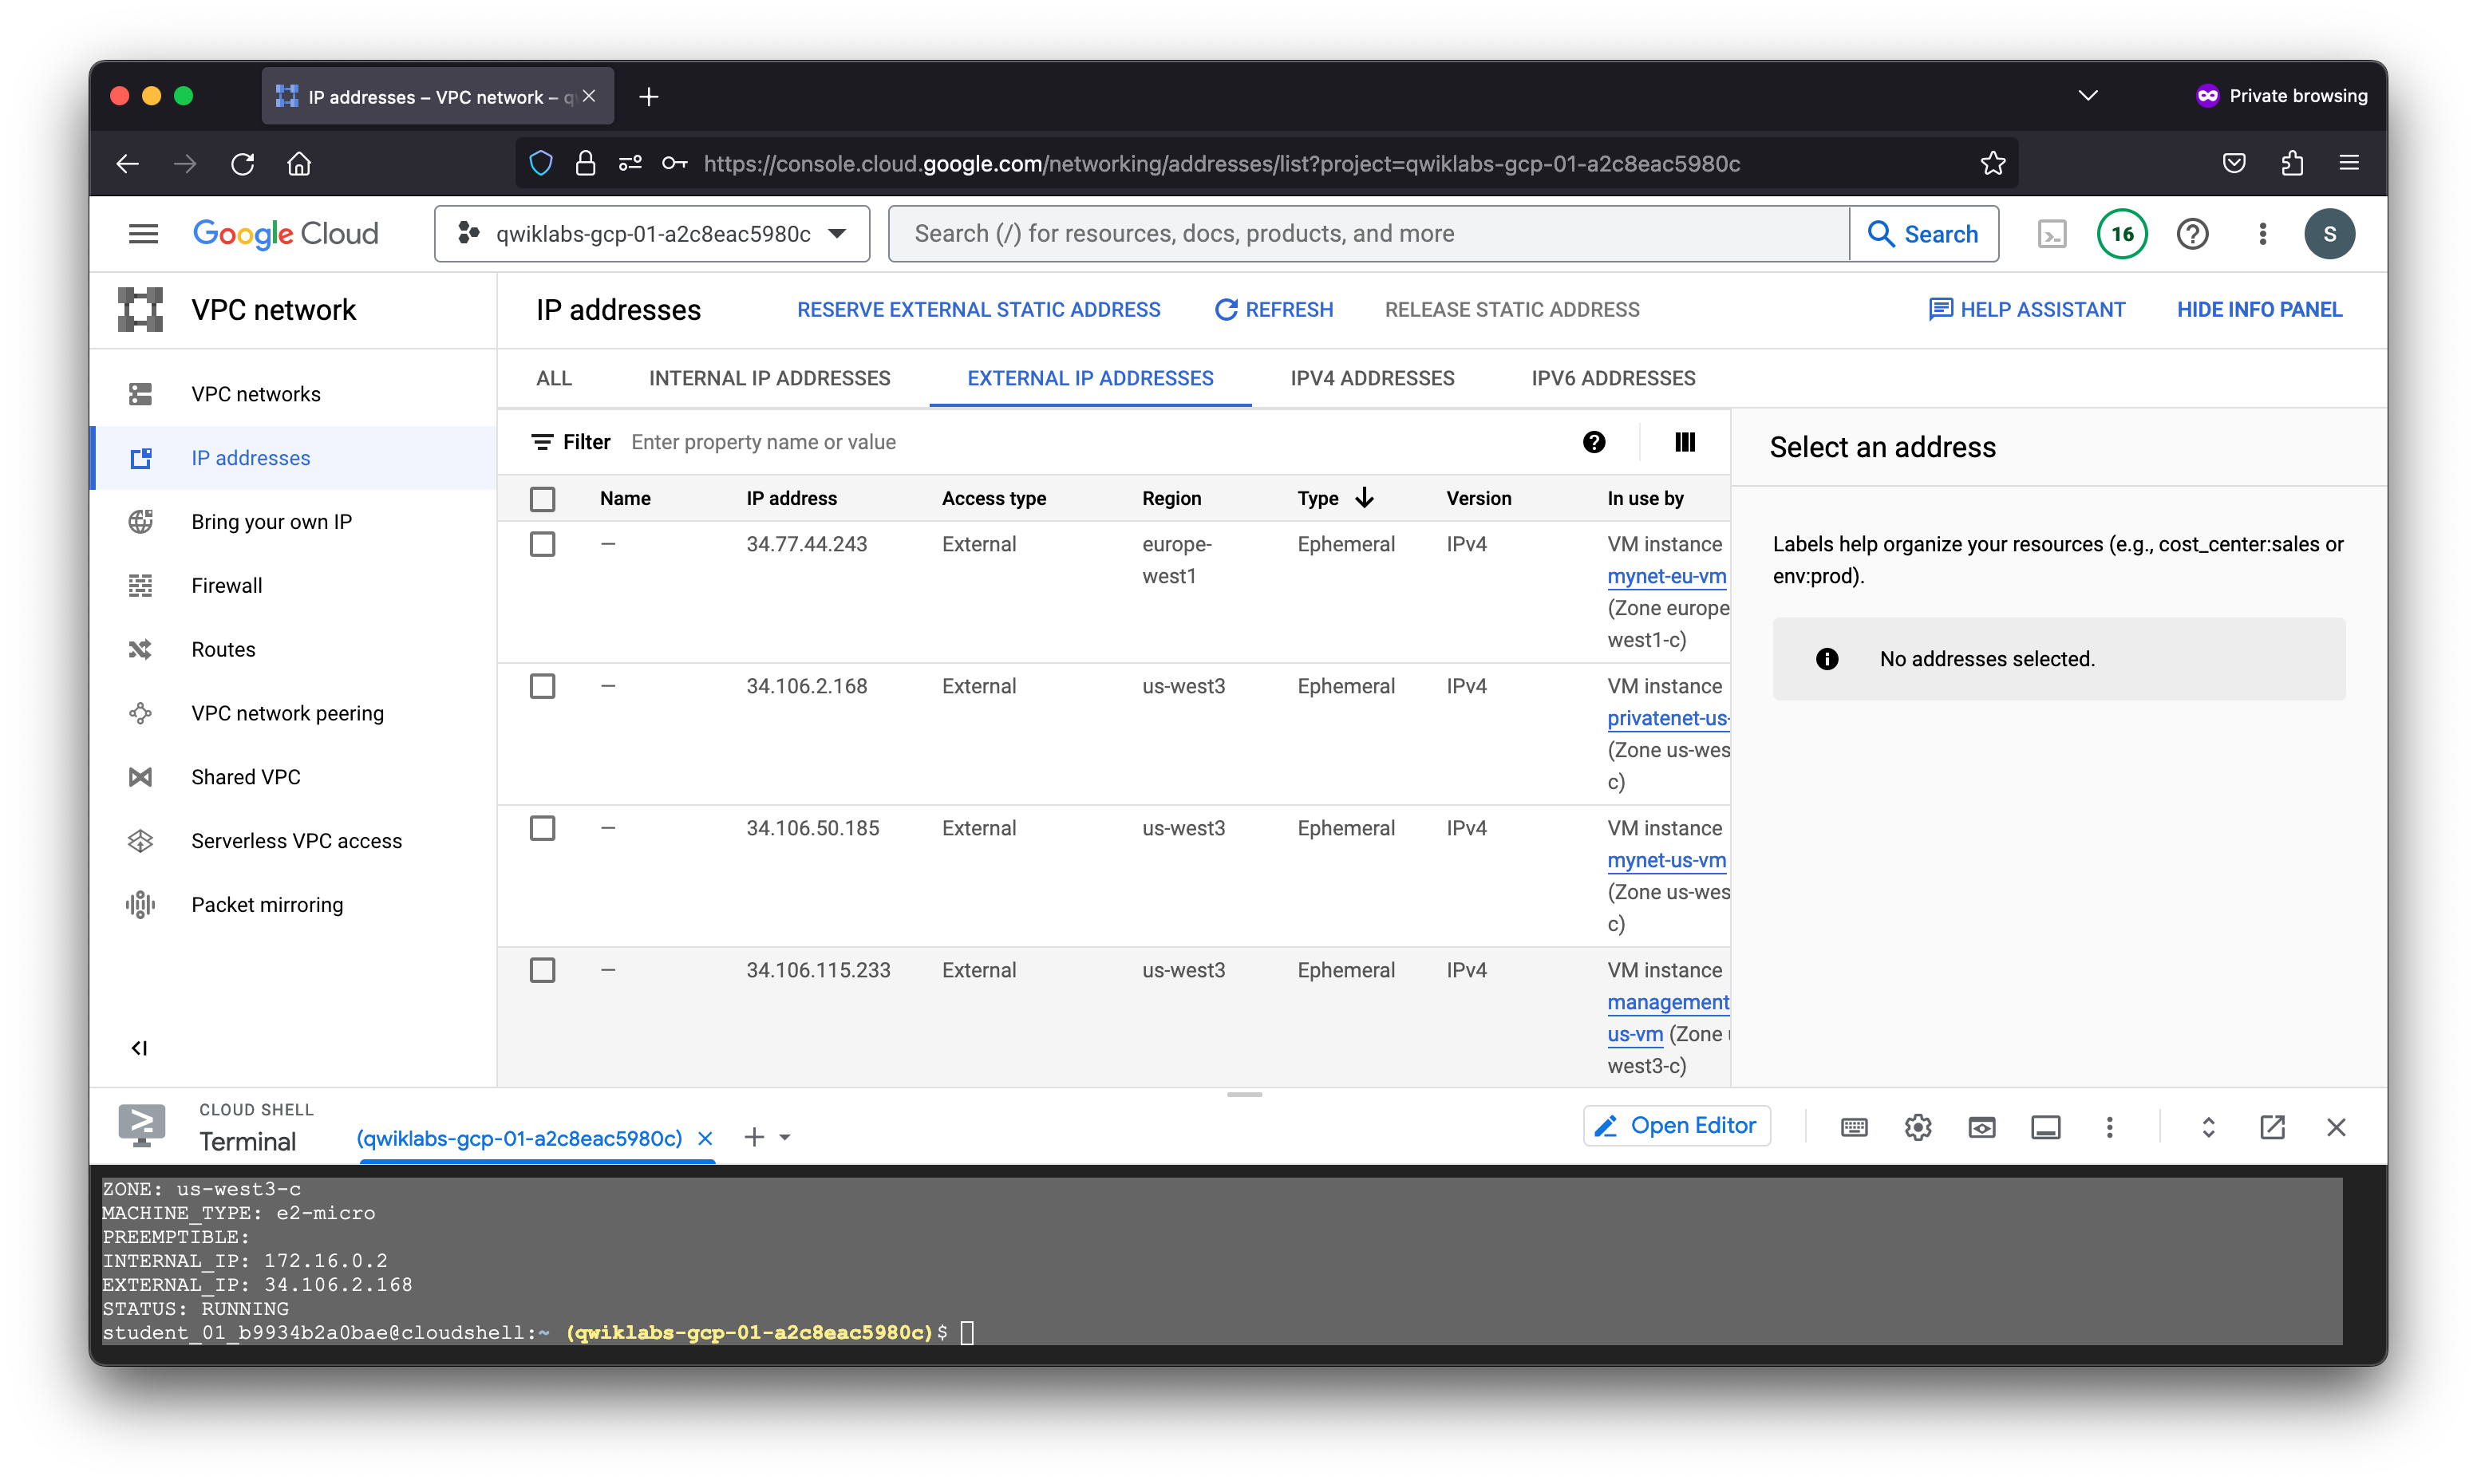 IP addresses – VPC network – q
Private browsing
https://console.cloud.google.com/networking/addresses/list?project=qwiklabs-gcp-01-a2c8eac5980c
Google Cloud
qwiklabs-gcp-01-a2c8eac5980c
Search (/) for resources, docs, products, and more
Search
16
S
VPC network
IP addresses
RESERVE EXTERNAL STATIC ADDRESS
REFRESH
RELEASE STATIC ADDRESS
HELP ASSISTANT
HIDE INFO PANEL
VPC networks
IP addresses
Bring your own IP
Firewall
Routes
VPC network peering
Shared VPC
Serverless VPC access
Packet mirroring
ALL
INTERNAL IP ADDRESSES
EXTERNAL IP ADDRESSES
IPV4 ADDRESSES
IPV6 ADDRESSES
Filter Enter property name or value
Name IP address Access type Region Type Version In use by
– 34.77.44.243 External europe- Ephemeral IPv4 VM instance
west1 mynet-eu-vm
(Zone europe
west1-c)
– 34.106.2.168 External us-west3 Ephemeral IPv4 VM instance
privatenet-us-
(Zone us-wes
c)
– 34.106.50.185 External us-west3 Ephemeral IPv4 VM instance
mynet-us-vm
(Zone us-wes
c)
– 34.106.115.233 External us-west3 Ephemeral IPv4 VM instance
management
us-vm (Zone
west3-c)
Select an address
Labels help organize your resources (e.g., cost_center:sales or
env:prod).
No addresses selected.
CLOUD SHELL
Terminal
(qwiklabs-gcp-01-a2c8eac5980c)
Open Editor
ZONE: us-west3-c
MACHINE_TYPE: e2-micro
PREEMPTIBLE:
INTERNAL_IP: 172.16.0.2
EXTERNAL_IP: 34.106.2.168
STATUS: RUNNING
student_01_b9934b2a0bae@cloudshell:~ (qwiklabs-gcp-01-a2c8eac5980c)$